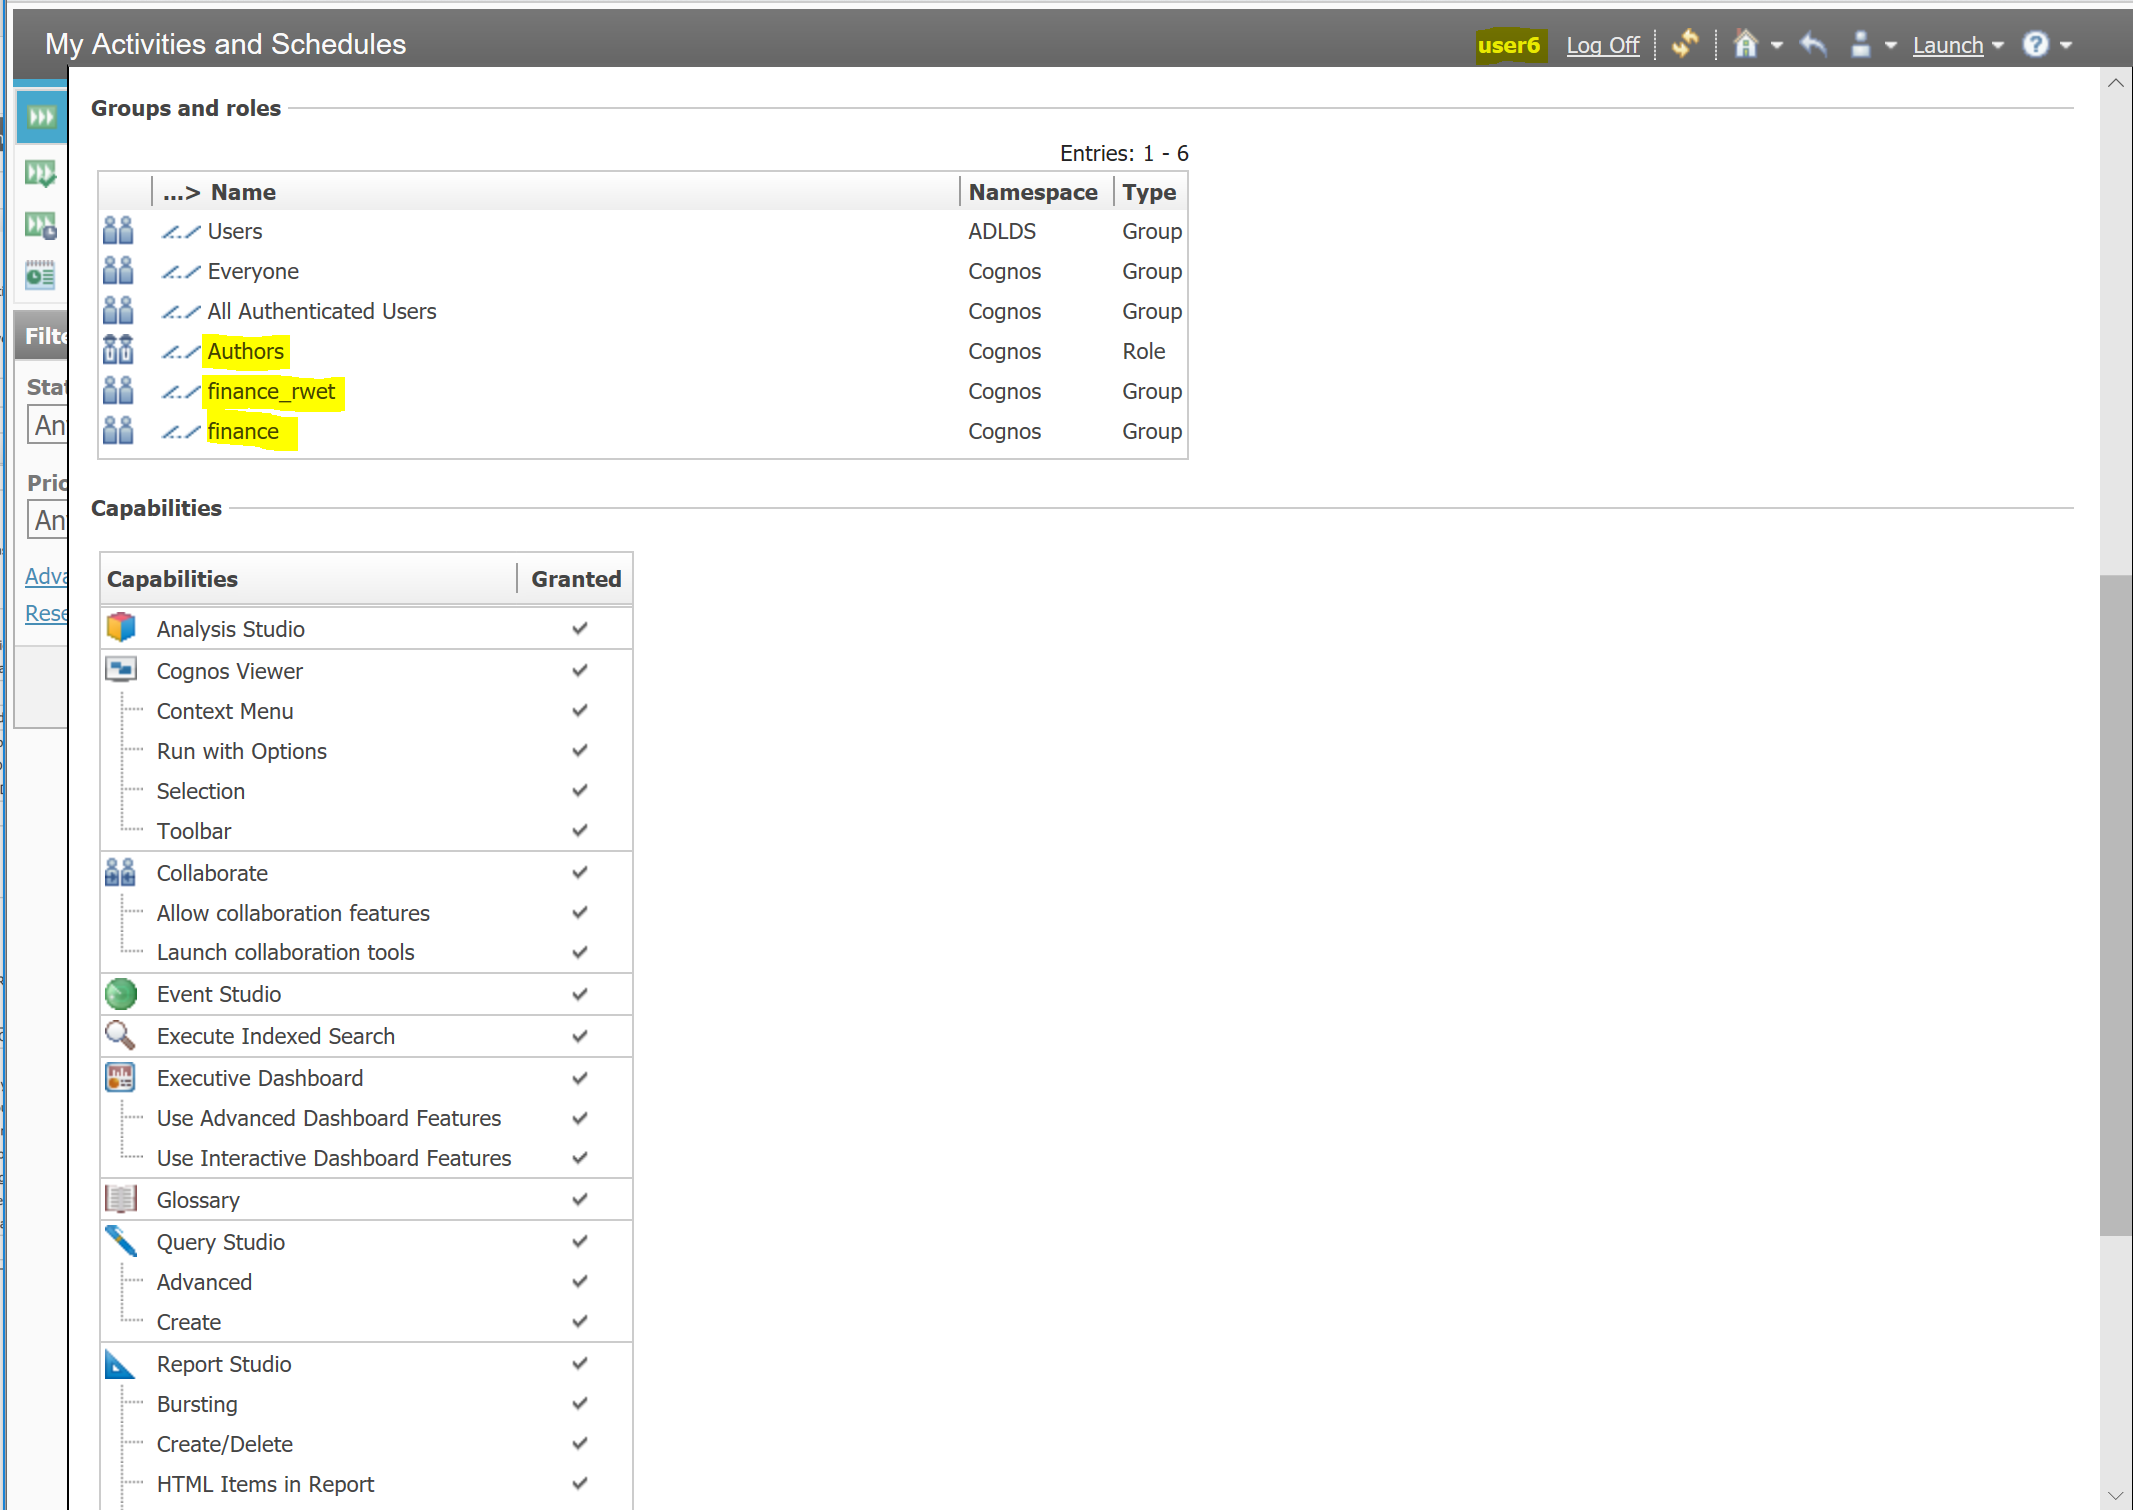 My Activities and Schedules
user6 Log Off Launch
Groups and roles
Entries: 1 - 6
...> Name Namespace Type
Users ADLDS Group
Everyone Cognos Group
All Authenticated Users Cognos Group
Authors Cognos Role
finance_rwet Cognos Group
finance Cognos Group
Capabilities
Capabilities Granted
Analysis Studio
Cognos Viewer
Context Menu
Run with Options
Selection
Toolbar
Collaborate
Allow collaboration features
Launch collaboration tools
Event Studio
Execute Indexed Search
Executive Dashboard
Use Advanced Dashboard Features
Use Interactive Dashboard Features
Glossary
Query Studio
Advanced
Create
Report Studio
Bursting
Create/Delete
HTML Items in Report